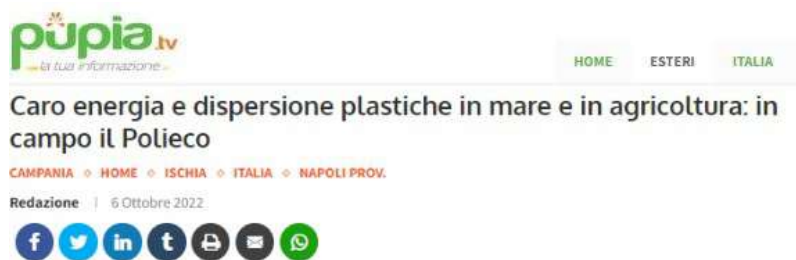 pupia.tv
la tua informazione
HOME ESTERI ITALIA
Caro energia e dispersione plastiche in mare e in agricoltura: in
campo il Polieco
CAMPANIA ◇ HOME ◇ ISCHIA ◇ ITALIA ◇ NAPOLI PROV.
Redazione | 6 Ottobre 2022